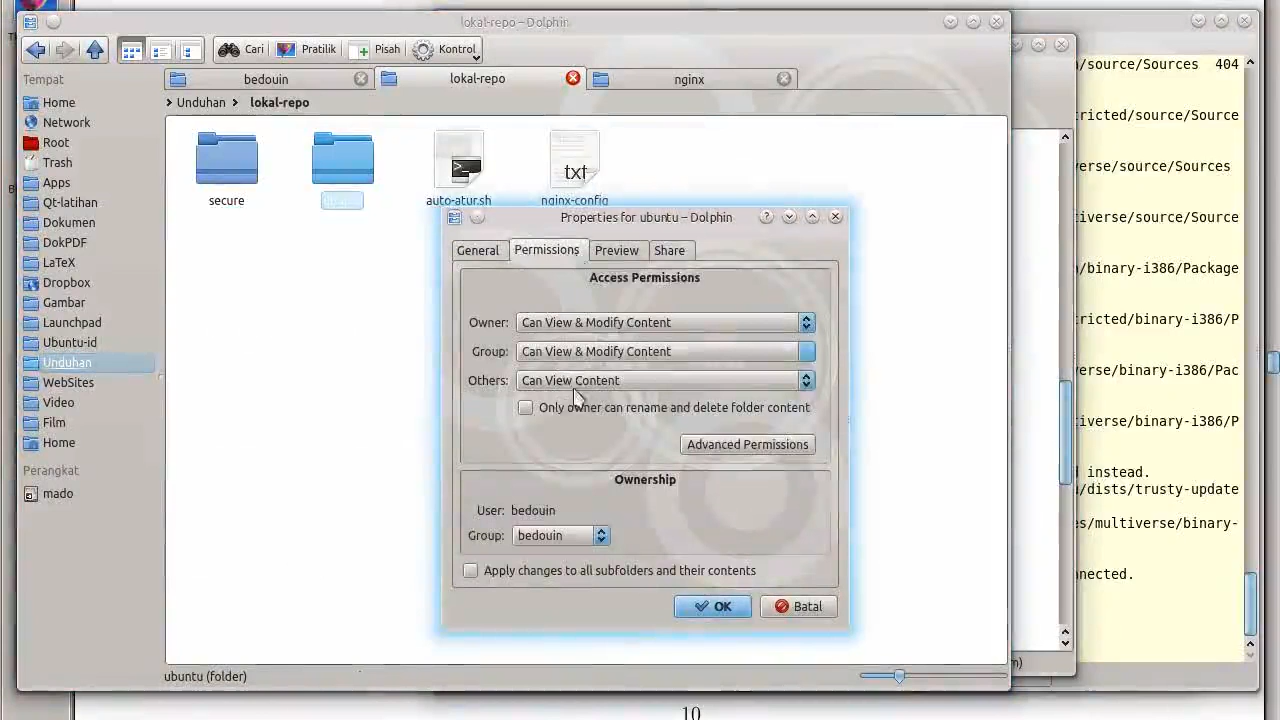 lokal-repo – Dolphin
Cari
Pratilik
Pisah
Kontrol
Tempat
bedouin
lokal-repo
nginx
Unduhan
lokal-repo
Home
Network
Root
Trash
Apps
Qt-latihan
Dokumen
DokPDF
LaTeX
Dropbox
Gambar
Launchpad
Ubuntu-id
Unduhan
WebSites
Video
Film
Home
Perangkat
mado
secure
auto-atur.sh
txt
nginx-config
Properties for ubuntu – Dolphin
General
Permissions
Preview
Share
Access Permissions
Owner: Can View & Modify Content
Group: Can View & Modify Content
Others: Can View Content
Only owner can rename and delete folder content
Advanced Permissions
Ownership
User: bedouin
Group: bedouin
Apply changes to all subfolders and their contents
OK
Batal
ubuntu (folder)
/source/Sources 404
tricted/source/Source
verse/source/Sources
iverse/source/Source
/binary-i386/Package
tricted/binary-i386/P
verse/binary-i386/Pac
iverse/binary-i386/P
d instead.
/dists/trusty-update
es/multiverse/binary-
nnected.
10